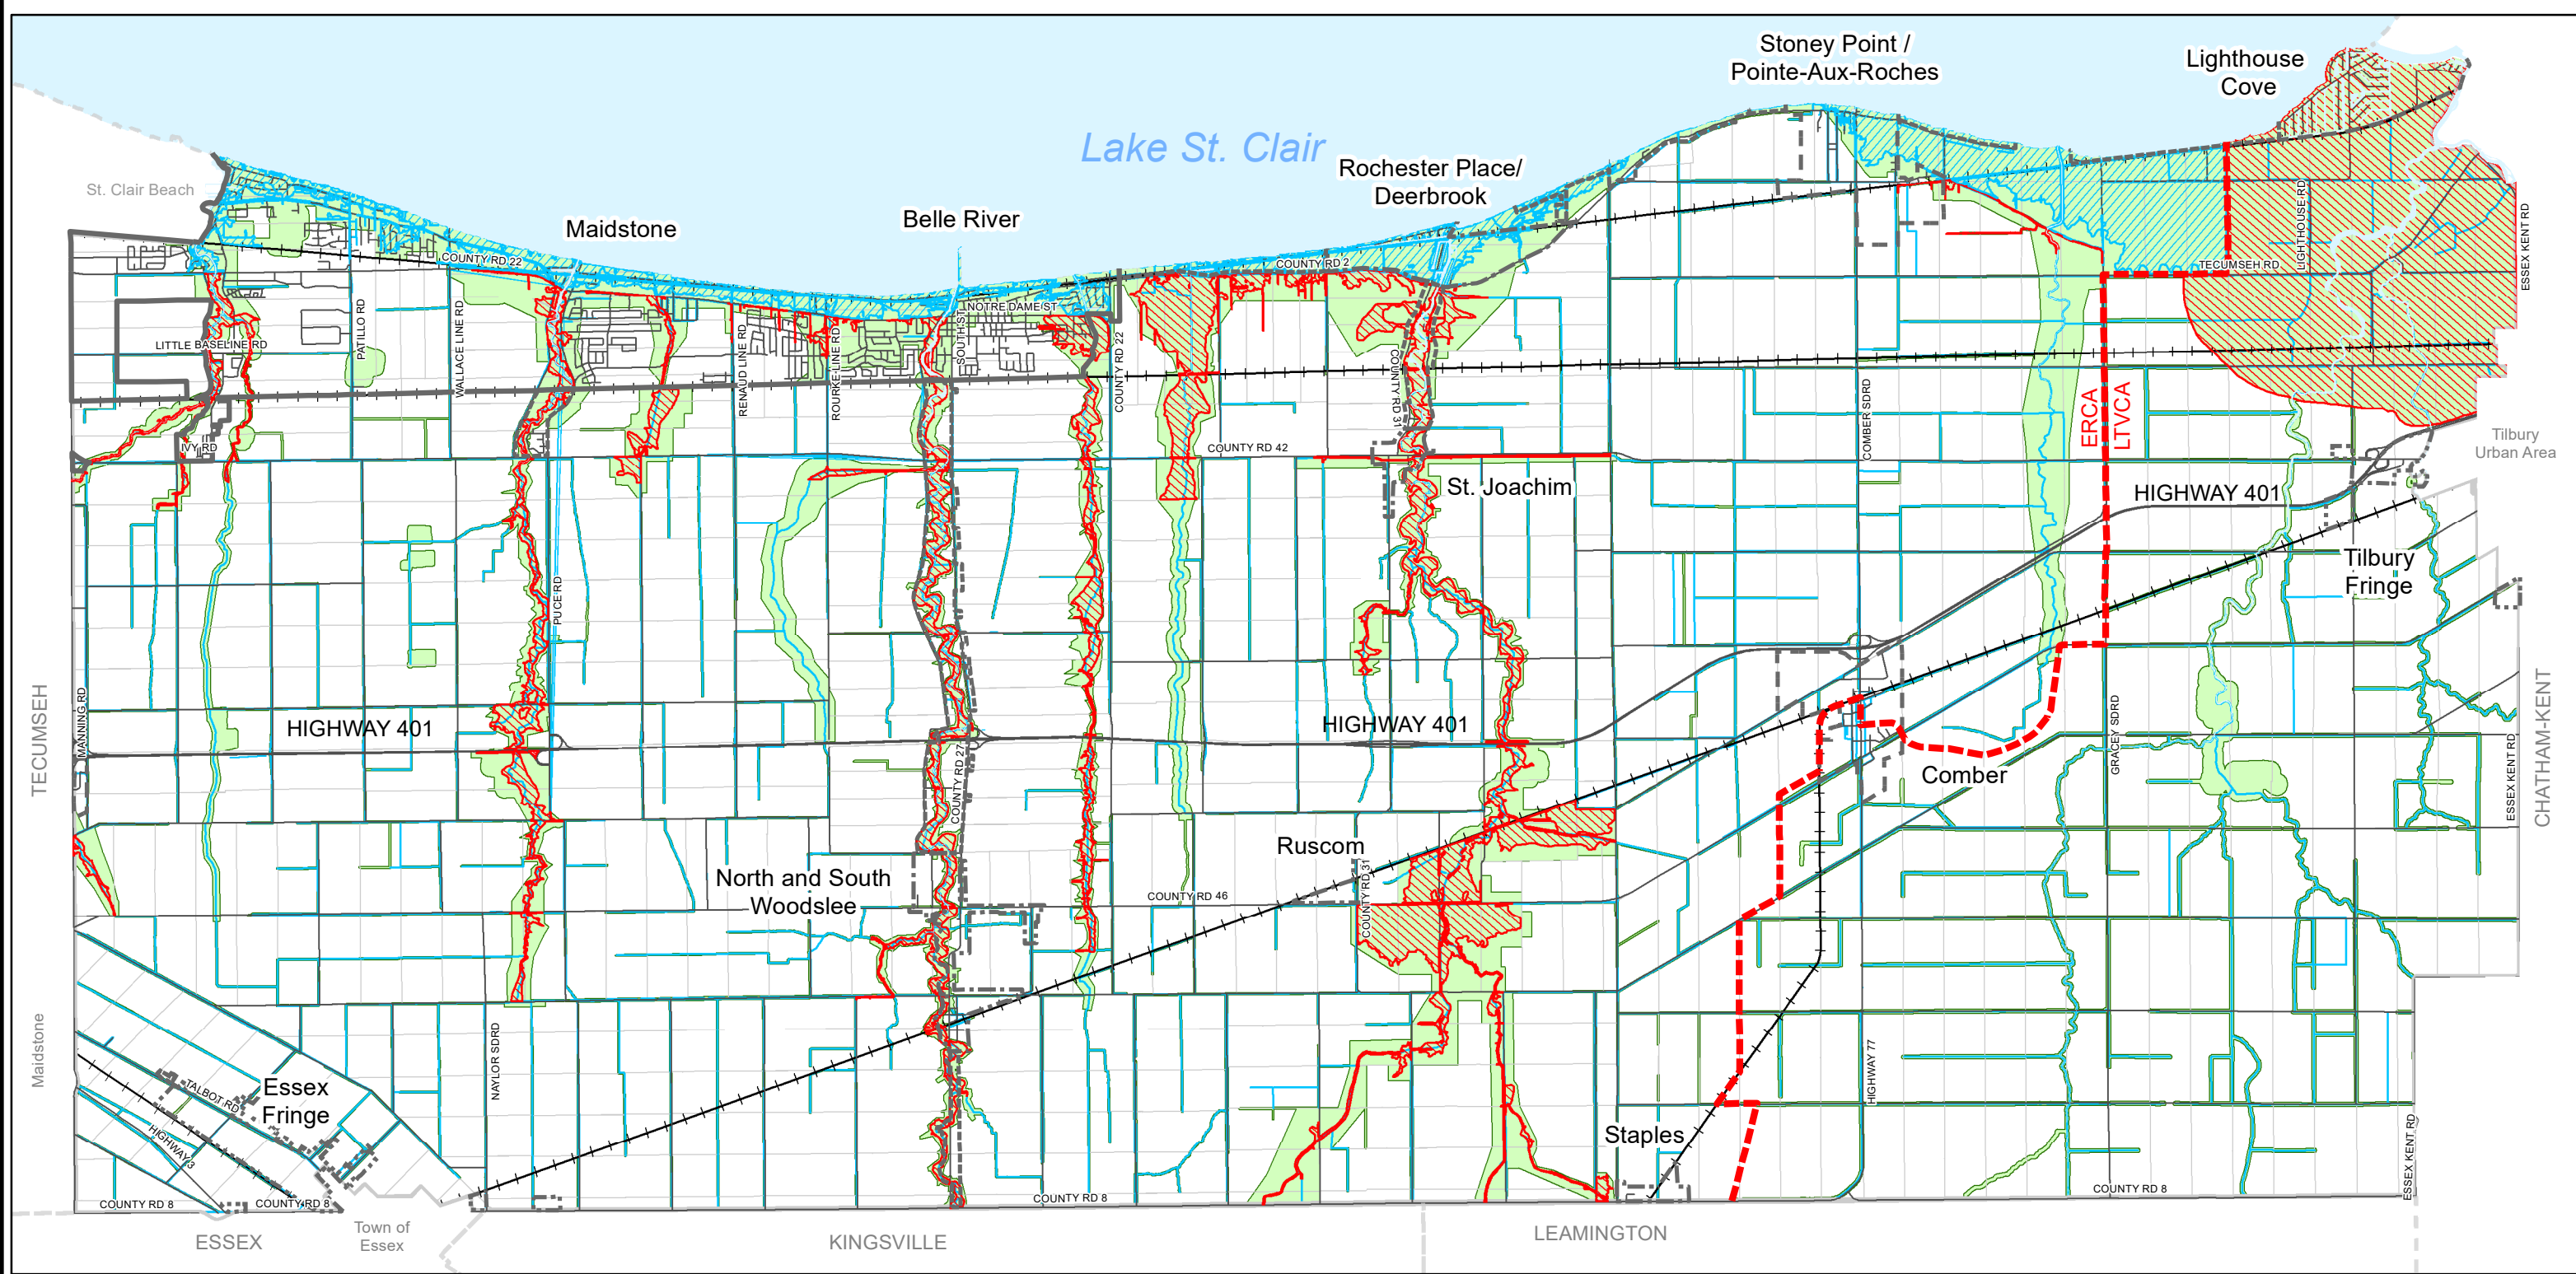 Stoney Point /
Pointe-Aux-Roches
Lighthouse
Cove
Lake St. Clair
Rochester Place/
Deerbrook
St. Clair Beach
Maidstone
Belle River
COUNTY RD 22
COUNTY RD 2
TECUMSEH RD
LIGHTHOUSE RD
ESSEX KENT RD
NOTRE DAME ST
SOUTH ST
LITTLE BASELINE RD
PATILLO RD
WALLACE LINE RD
RENAUD LINE RD
ROURKE LINE RD
COUNTY RD 22
COUNTY RD 31
COMBER SDRD
ERCA
LTVCA
IVY RD
COUNTY RD 42
Tilbury
Urban Area
St. Joachim
HIGHWAY 401
Tilbury
Fringe
PUCE RD
TECUMSEH
MANNING RD
HIGHWAY 401
HIGHWAY 401
COUNTY RD 27
GRACEY SDRD
Comber
ESSEX KENT RD
CHATHAM-KENT
Ruscom
North and South
Woodslee
COUNTY RD 46
COUNTY RD 31
Maidstone
NAYLOR SDRD
HIGHWAY 77
Essex
Fringe
TALBOT RD
HIGHWAY 3
Staples
ESSEX KENT RD
COUNTY RD 8
COUNTY RD 8
COUNTY RD 8
COUNTY RD 8
Town of
Essex
ESSEX
KINGSVILLE
LEAMINGTON